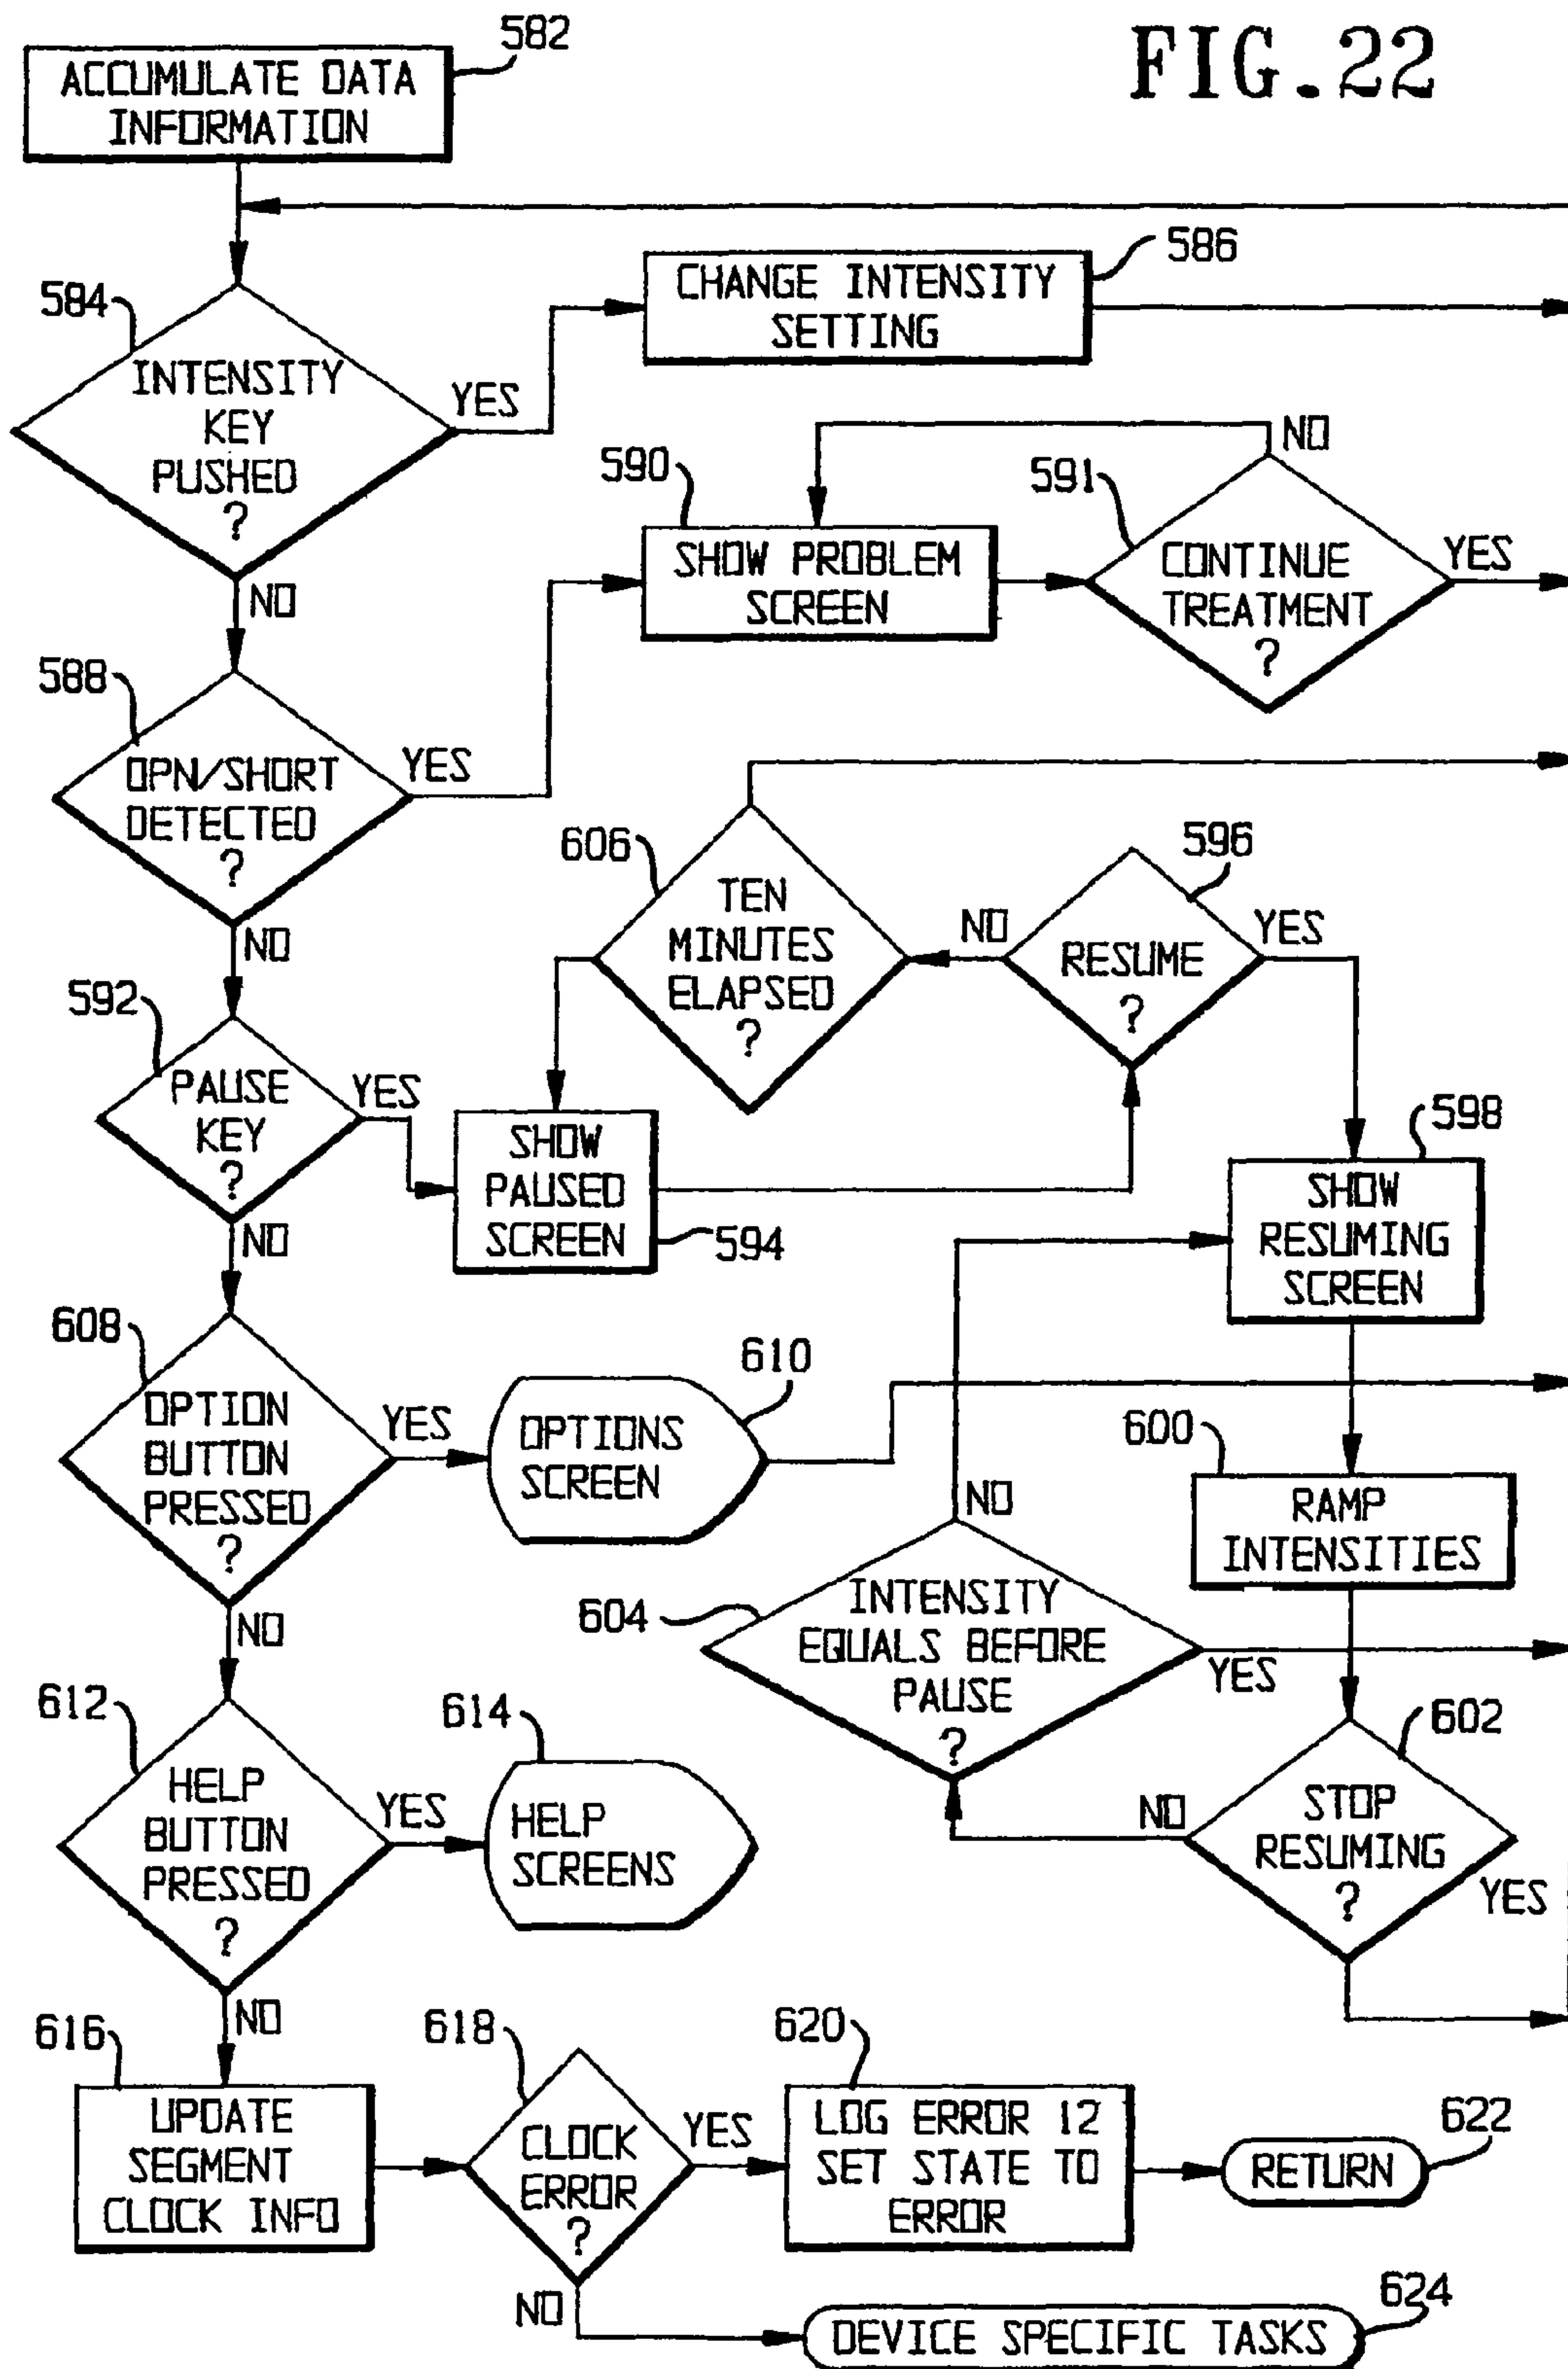 FIG.22
582
ACCUMULATE DATA
INFORMATION
586
CHANGE INTENSITY
SETTING
584
INTENSITY
KEY
PUSHED
?
YES
NO
590
591
SHOW PROBLEM
SCREEN
CONTINUE
TREATMENT
?
YES
NO
588
OPN/SHORT
DETECTED
?
YES
NO
606
TEN
MINUTES
ELAPSED
?
NO
596
RESUME
?
YES
592
PAUSE
KEY
?
YES
SHOW
PAUSED
SCREEN
594
598
SHOW
RESUMING
SCREEN
NO
608
OPTION
BUTTON
PRESSED
?
YES
610
OPTIONS
SCREEN
600
RAMP
INTENSITIES
NO
604
INTENSITY
EQUALS BEFORE
PAUSE
?
YES
NO
612
HELP
BUTTON
PRESSED
?
YES
614
HELP
SCREENS
602
NO
STOP
RESUMING
?
YES
NO
616
UPDATE
SEGMENT
CLOCK INFO
618
CLOCK
ERROR
?
YES
620
LOG ERROR 12
SET STATE TO
ERROR
622
RETURN
NO
624
DEVICE SPECIFIC TASKS